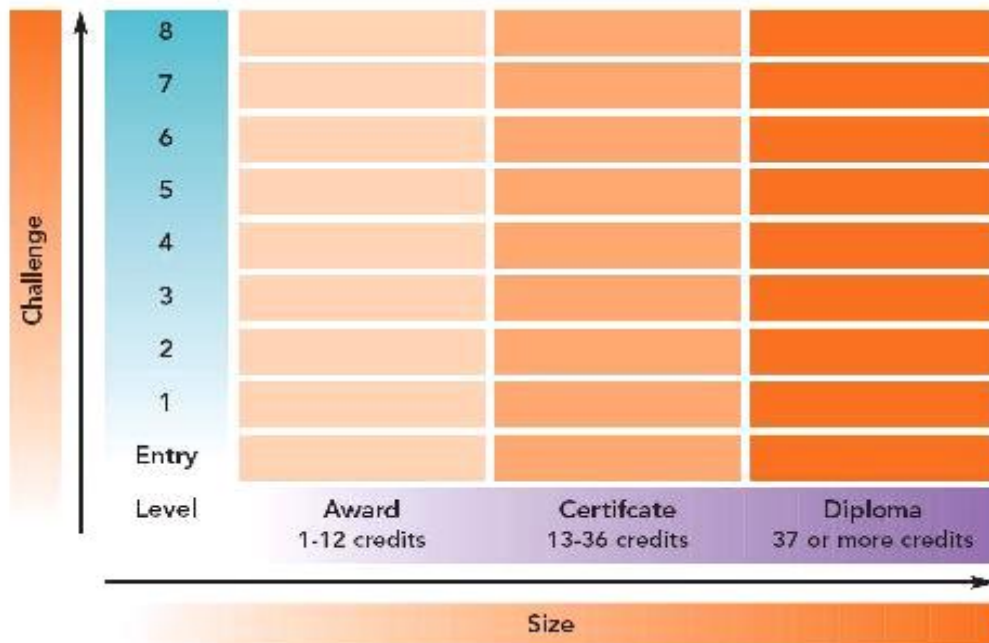 Challenge
8
7
6
5
4
3
2
1
Entry
Level
Award
1-12 credits
Certifcate
13-36 credits
Diploma
37 or more credits
Size